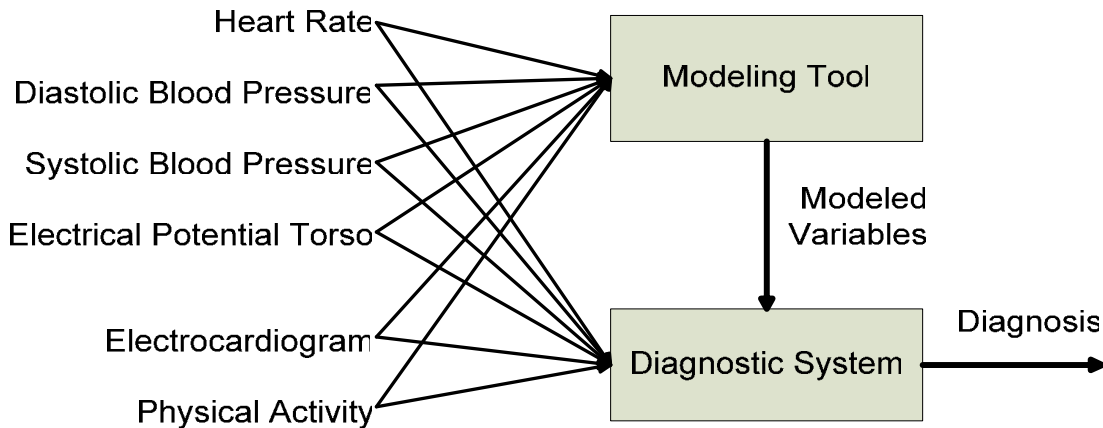 Heart Rate
Diastolic Blood Pressure
Systolic Blood Pressure
Electrical Potential Torso
Electrocardiogram
Physical Activity
Modeling Tool
Modeled
Variables
Diagnostic System
Diagnosis